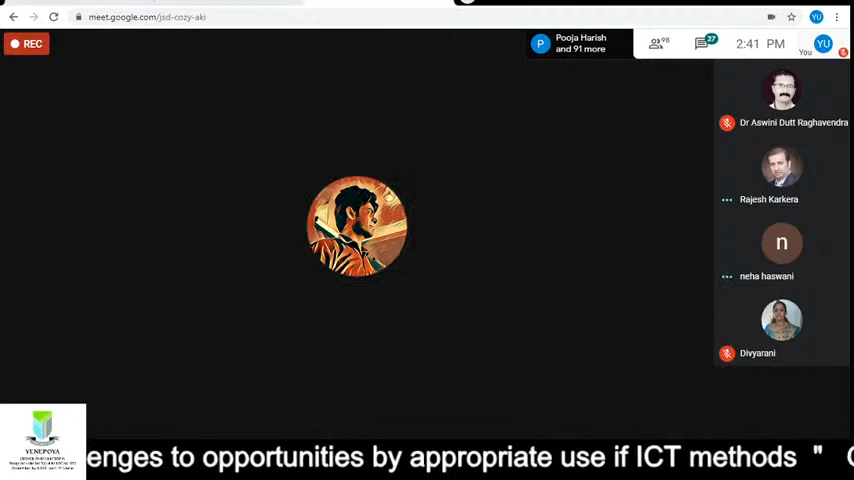 meet.google.com/jsd-cozy-aki
YU
REC
P
Pooja Harish
and 91 more
98
27
2:41 PM
You
YU
Dr Aswini Dutt Raghavendra
Rajesh Karkera
n
neha haswani
Divyarani
YENEPOYA
enges to opportunities by appropriate use if ICT methods "